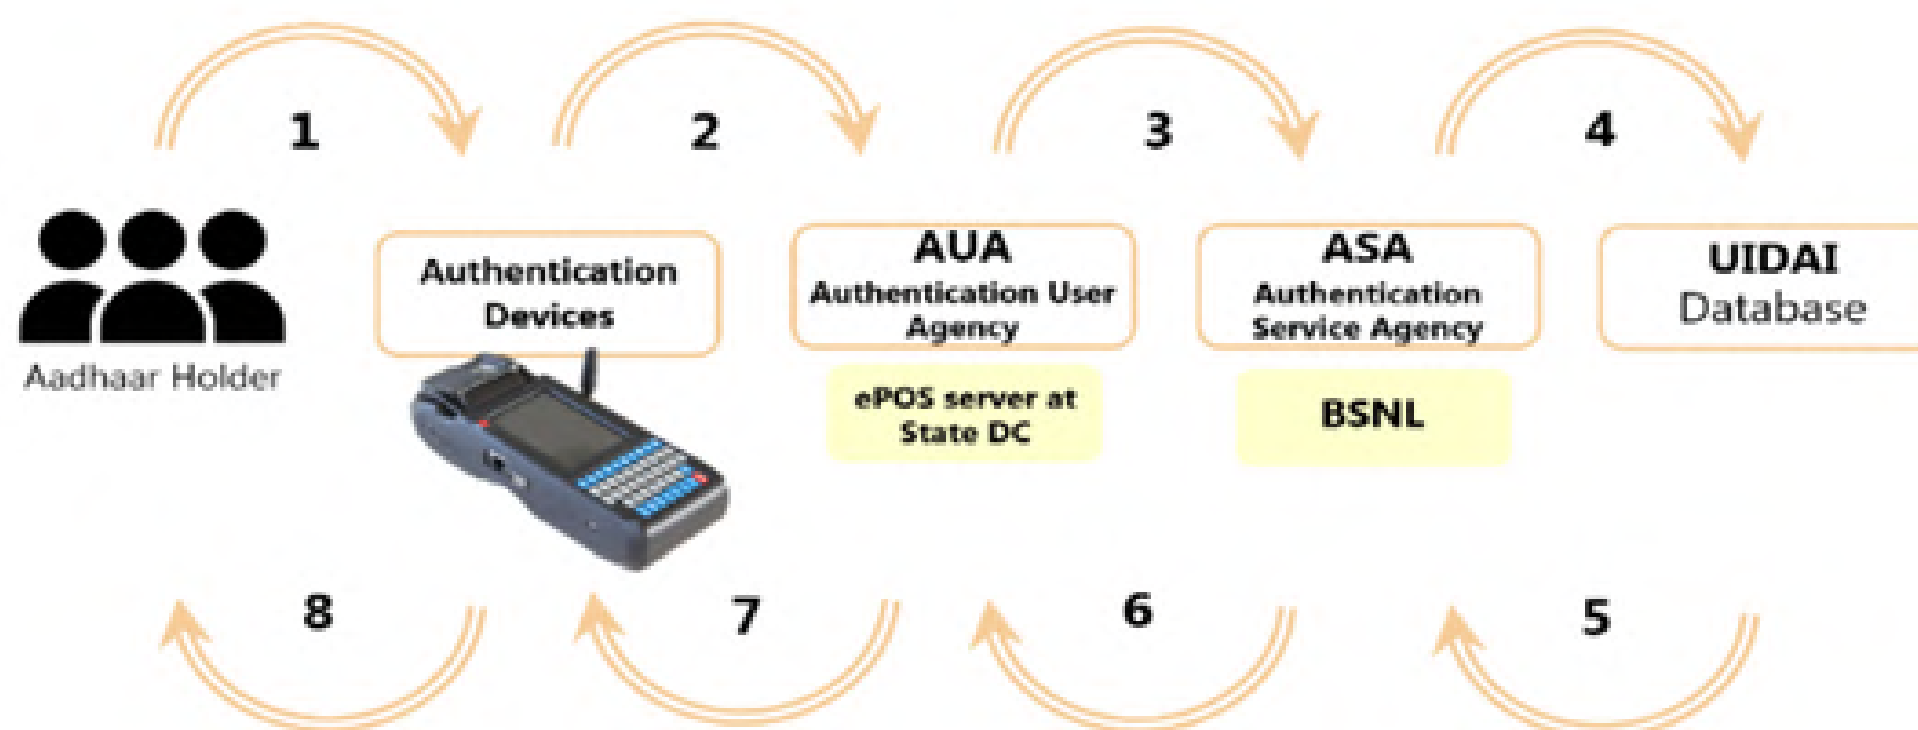 1
2
3
4
Aadhaar Holder
Authentication
Devices
AUA
Authentication User
Agency
ePOS server at
State DC
ASA
Authentication
Service Agency
BSNL
UIDAI
Database
8
7
6
5